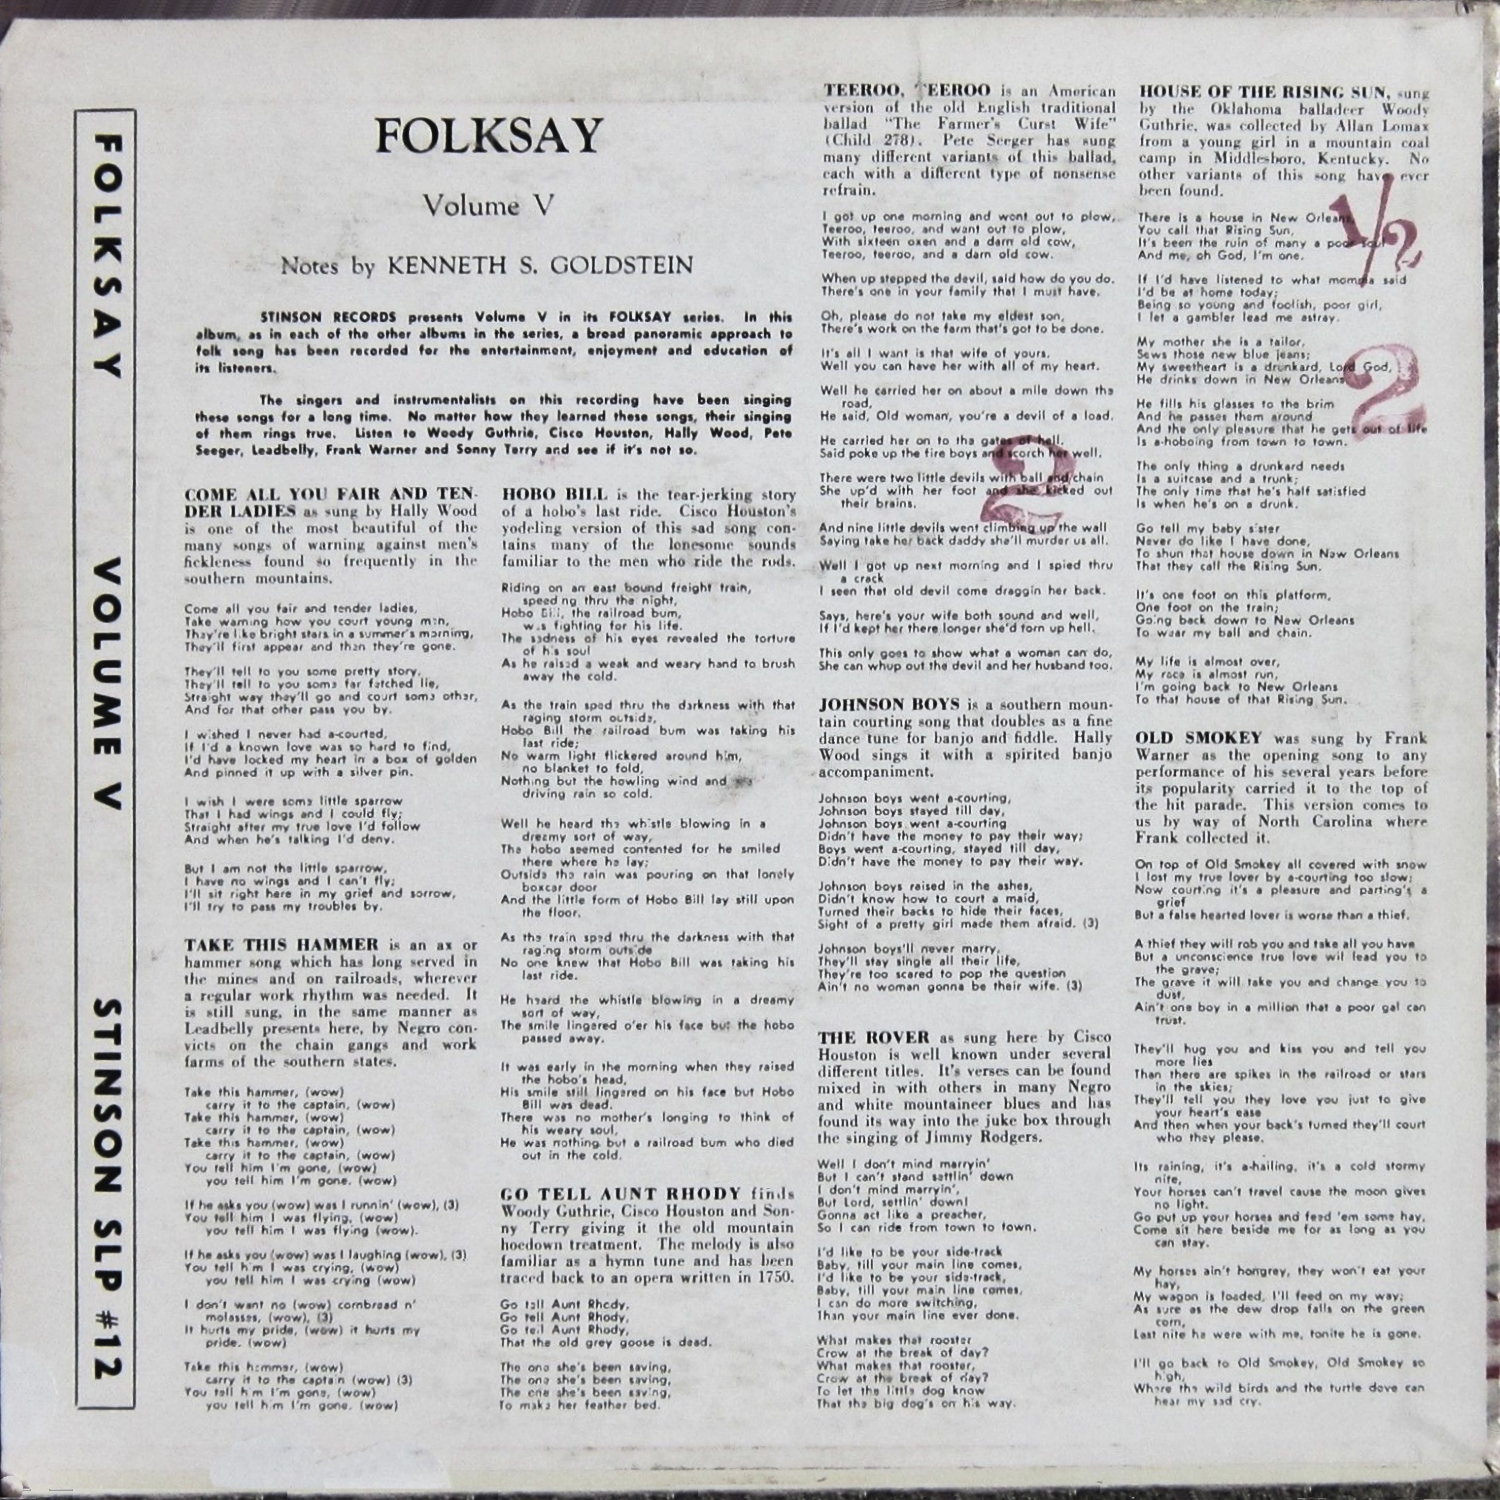 FOLKSAY VOLUME V STINSON SLP #12
FOLKSAY
Volume V
Notes by KENNETH S. GOLDSTEIN
STINSON RECORDS presents Volume V in its FOLKSAY series. In this
album, as in each of the other albums in the series, a broad panoramic approach to
folk song has been recorded for the entertainment, enjoyment and education of
its listeners.
The singers and instrumentalists on this recording have been singing
these songs for a long time. No matter how they learned these songs, their singing
of them rings true. Listen to Woody Guthrie, Cisco Houston, Hally Wood, Pete
Seeger, Leadbelly, Frank Warner and Sonny Terry and see if it's not so.
COME ALL YOU FAIR AND TEN-
DER LADIES as sung by Hally Wood
is one of the most beautiful of the
many songs of warning against men's
fickleness found so frequently in the
southern mountains.
Come all you fair and tender ladies,
Take warning how you court young men,
They're like bright stars in a summer's morning,
They'll first appear and then they're gone.
They'll tell to you some pretty story,
They'll tell to you some far fetched lie,
Straight way they'll go and court some other,
And for that other pass you by.
I wished I never had a-courted,
If I'd a known love was so hard to find,
I'd have locked my heart in a box of golden
And pinned it up with a silver pin.
I wish I were some little sparrow
That I had wings and I could fly;
Straight after my true love I'd follow
And when he's talking I'd deny.
But I am not the little sparrow,
I have no wings and I can't fly;
I'll sit right here in my grief and sorrow,
I'll try to pass my troubles by.
TAKE THIS HAMMER is an ax or
hammer song which has long served in
the mines and on railroads, wherever
a regular work rhythm was needed. It
is still sung, in the same manner as
Leadbelly presents here, by Negro con-
victs on the chain gangs and work
farms of the southern states.
Take this hammer, (wow)
carry it to the captain, (wow)
Take this hammer, (wow)
carry it to the captain, (wow)
Take this hammer, (wow)
carry it to the captain, (wow)
You tell him I'm gone, (wow)
you tell him I'm gone. (wow)
If he asks you (wow) was I runnin' (wow), (3)
You tell him I was flying, (wow)
you tell him I was flying (wow).
If he asks you (wow) was I laughing (wow), (3)
You tell him I was crying, (wow)
you tell him I was crying (wow)
I don't want no (wow) cornbread n'
molasses, (wow), (3)
It hurts my pride, (wow) it hurts my
pride. (wow)
Take this hammer, (wow)
carry it to the captain (wow) (3)
You tell him I'm gone, (wow)
you tell him I'm gone. (wow)
HOBO BILL is the tear-jerking story
of a hobo's last ride. Cisco Houston's
yodeling version of this sad song con-
tains many of the lonesome sounds
familiar to the men who ride the rods.
Riding on an east bound freight train,
speeding thru the night,
Hobo Bill, the railroad bum,
was fighting for his life.
The sadness of his eyes revealed the torture
of his soul
As he raised a weak and weary hand to brush
away the cold.
As the train sped thru the darkness with that
raging storm outside,
Hobo Bill the railroad bum was taking his
last ride;
No warm light flickered around him,
no blanket to fold,
Nothing but the howling wind and
driving rain so cold.
Well he heard the whistle blowing in a
dreamy sort of way,
The hobo seemed contented for he smiled
there where he lay;
Outside the rain was pouring on that lonely
boxcar door
And the little form of Hobo Bill lay still upon
the floor.
As the train sped thru the darkness with that
raging storm outside
No one knew that Hobo Bill was taking his
last ride.
He heard the whistle blowing in a dreamy
sort of way,
The smile lingered o'er his face but the hobo
passed away.
It was early in the morning when they raised
the hobo's head,
His smile still lingered on his face but Hobo
Bill was dead.
There was no mother's longing to think of
his weary soul,
He was nothing but a railroad bum who died
out in the cold.
GO TELL AUNT RHODY finds
Woody Guthrie, Cisco Houston and Son-
ny Terry giving it the old mountain
hoedown treatment. The melody is also
familiar as a hymn tune and has been
traced back to an opera written in 1750.
Go tell Aunt Rhody,
Go tell Aunt Rhody,
Go tell Aunt Rhody,
That the old grey goose is dead.
The one she's been saving,
The one she's been saving,
The one she's been saving,
To make her feather bed.
TEEROO, TEEROO is an American
version of the old English traditional
ballad "The Farmer's Curst Wife"
(Child 278). Pete Seeger has sung
many different variants of this ballad,
each with a different type of nonsense
refrain.
I got up one morning and went out to plow,
Teeroo, teeroo, and want out to plow,
With sixteen oxen and a darn old cow,
Teeroo, teeroo, and a darn old cow.
When up stepped the devil, said how do you do.
There's one in your family that I must have.
Oh, please do not take my eldest son,
There's work on the farm that's got to be done.
It's all I want is that wife of yours,
Well you can have her with all of my heart.
Well he carried her on about a mile down the
road,
He said, Old woman, you're a devil of a load.
He carried her on to the gates of hell.
Said poke up the fire boys and scorch her well.
There were two little devils with ball and chain
She up'd with her foot and she kicked out
their brains.
And nine little devils went climbing up the wall
Saying take her back daddy she'll murder us all.
Well I got up next morning and I spied thru
a crack
I seen that old devil come draggin her back.
Says, here's your wife both sound and well,
If I'd kept her there longer she'd torn up hell.
This only goes to show what a woman can do,
She can whup out the devil and her husband too.
JOHNSON BOYS is a southern moun-
tain courting song that doubles as a fine
dance tune for banjo and fiddle. Hally
Wood sings it with a spirited banjo
accompaniment.
Johnson boys went a-courting,
Johnson boys stayed till day,
Johnson boys went a-courting
Didn't have the money to pay their way;
Boys went a-courting, stayed till day,
Didn't have the money to pay their way.
Johnson boys raised in the ashes,
Didn't know how to court a maid,
Turned their backs to hide their faces,
Sight of a pretty girl made them afraid. (3)
Johnson boys'll never marry,
They'll stay single all their life,
They're too scared to pop the question
Ain't no woman gonna be their wife. (3)
THE ROVER as sung here by Cisco
Houston is well known under several
different titles. It's verses can be found
mixed in with others in many Negro
and white mountaineer blues and has
found its way into the juke box through
the singing of Jimmy Rodgers.
Well I don't mind marryin'
But I can't stand settlin' down
I don't mind marryin',
But Lord, settlin' down!
Gonna act like a preacher,
So I can ride from town to town.
I'd like to be your side-track
Baby, till your main line comes,
I'd like to be your side-track,
Baby, till your main line comes,
I can do more switching,
Than your main line ever done.
What makes that rooster
Crow at the break of day?
What makes that rooster,
Crow at the break of day?
To let the little dog know
That the big dog's on his way.
HOUSE OF THE RISING SUN, sung
by the Oklahoma balladeer Woody
Guthrie, was collected by Allan Lomax
from a young girl in a mountain coal
camp in Middlesboro, Kentucky. No
other variants of this song have ever
been found.
There is a house in New Orleans
You call that Rising Sun,
It's been the ruin of many a poor soul
And me, oh God, I'm one.
If I'd have listened to what momma said
I'd be at home today;
Being so young and foolish, poor girl,
I let a gambler lead me astray.
My mother she is a tailor,
Sews those new blue jeans;
My sweetheart is a drunkard, Lord God,
He drinks down in New Orleans
He fills his glasses to the brim
And he passes them around
And the only pleasure that he gets out of life
Is a-hoboing from town to town.
The only thing a drunkard needs
Is a suitcase and a trunk;
The only time that he's half satisfied
Is when he's on a drunk.
Go tell my baby sister
Never do like I have done,
To shun that house down in New Orleans
That they call the Rising Sun.
It's one foot on this platform,
One foot on the train;
Going back down to New Orleans
To wear my ball and chain.
My life is almost over,
My race is almost run,
I'm going back to New Orleans
To that house of that Rising Sun.
OLD SMOKEY was sung by Frank
Warner as the opening song to any
performance of his several years before
its popularity carried it to the top of
the hit parade. This version comes to
us by way of North Carolina where
Frank collected it.
On top of Old Smokey all covered with snow
I lost my true lover by a-courting too slow;
Now courting it's a pleasure and parting's a
grief
But a false hearted lover is worse than a thief.
A thief they will rob you and take all you have
But a unconscience true love wil lead you to
the grave;
The grave it will take you and change you to
dust,
Ain't one boy in a million that a poor gal can
trust.
They'll hug you and kiss you and tell you
more lies
Than there are spikes in the railroad or stars
in the skies;
They'll tell you they love you just to give
your heart's ease
And then when your back's turned they'll court
who they please.
Its raining, it's a-hailing, it's a cold stormy
nite,
Your horses can't travel cause the moon gives
no light.
Go put up your horses and feed 'em some hay,
Come sit here beside me for as long as you
can stay.
My horses ain't hongrey, they won't eat your
hay,
My wagon is loaded, I'll feed on my way;
As sure as the dew drop falls on the green
corn,
Last nite he were with me, tonite he is gone.
I'll go back to Old Smokey, Old Smokey so
high,
Where the wild birds and the turtle dove can
hear my sad cry.
1/2
2
2